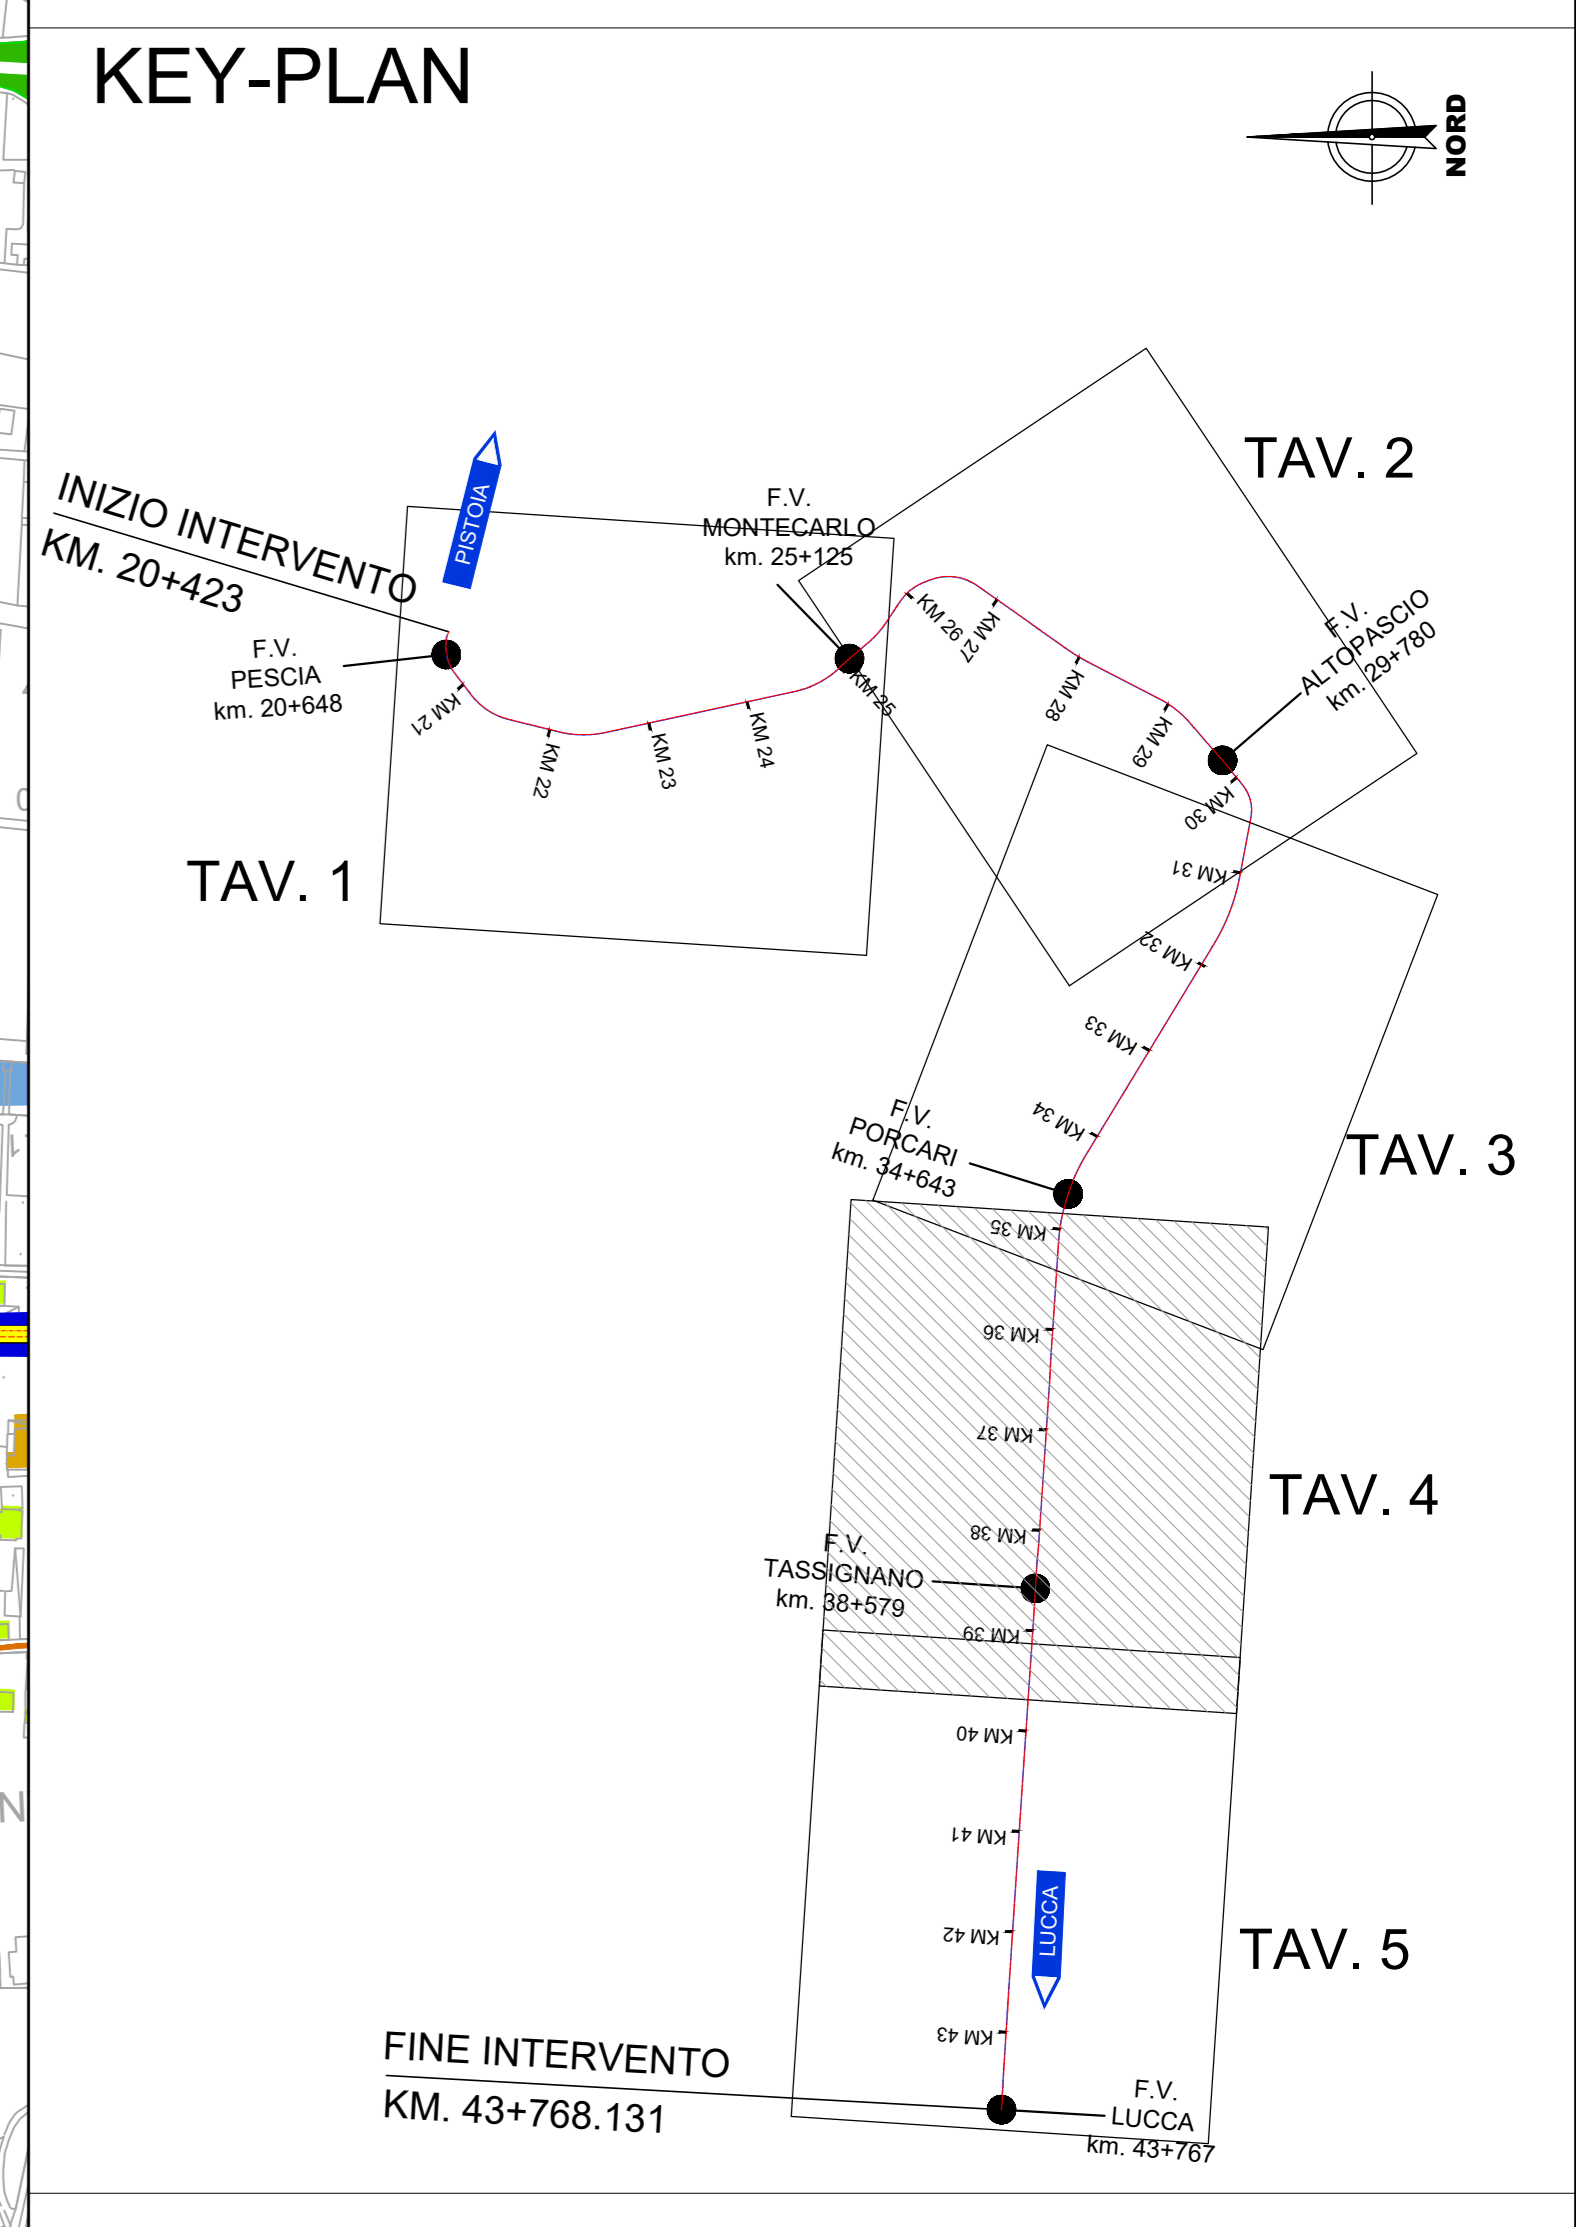 KEY-PLAN
NORD
TAV. 2
PISTOIA
INIZIO INTERVENTO
KM. 20+423
F.V.
MONTECARLO
km. 25+125
F.V.
PESCIA
km. 20+648
F.V.
ALTOPASCIO
km. 29+780
KM 21
KM 22
KM 23
KM 24
KM 25
KM 26
KM 27
KM 28
KM 29
KM 30
TAV. 1
KM 31
KM 32
KM 33
KM 34
F.V.
PORCARI
km. 34+643
TAV. 3
KM 35
KM 36
KM 37
TAV. 4
KM 38
F.V.
TASSIGNANO
km. 38+579
KM 39
KM 40
KM 41
LUCCA
KM 42
TAV. 5
KM 43
FINE INTERVENTO
KM. 43+768.131
F.V.
LUCCA
km. 43+767